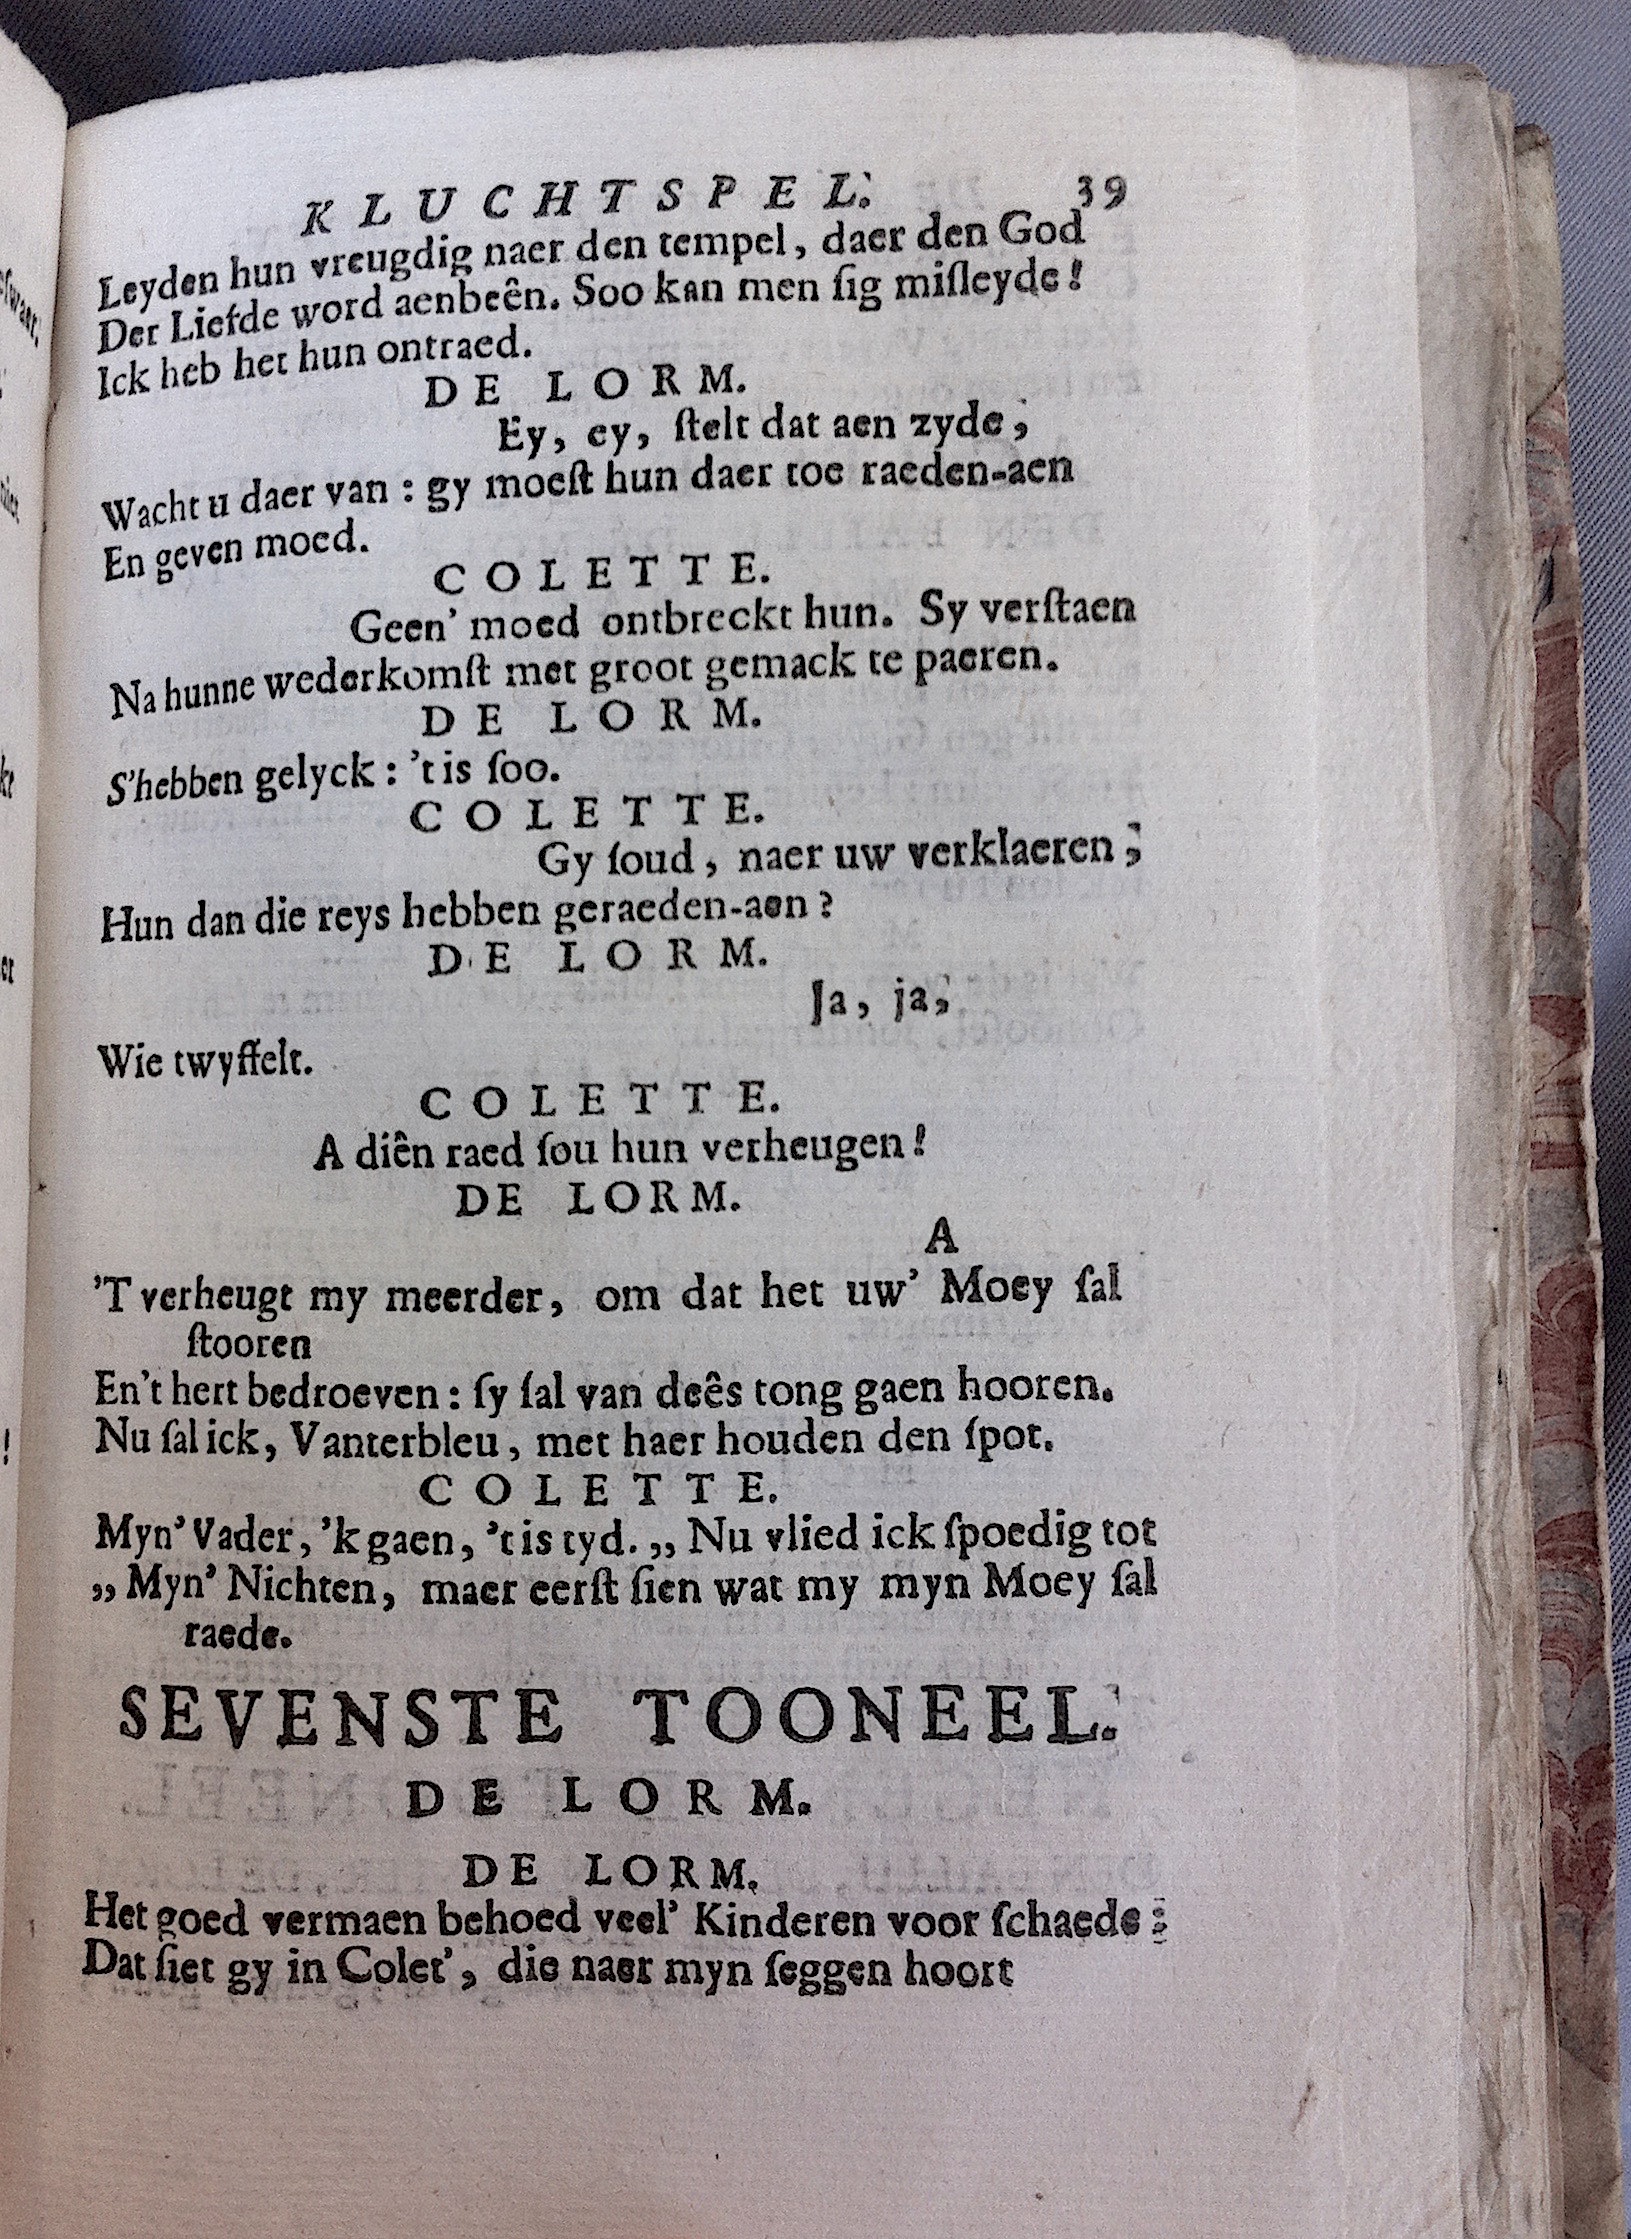 KLUCHTSPEL. 39
Leyden hun vreugdig naer den tempel, daer den God
Der Liefde word aenbeên. Soo kan men ſig miſleyde!
Ick heb het hun ontraed.
DE LORM.
Ey, ey, ſtelt dat aen zyde,
Wacht u daer van : gy moeſt hun daer toe raeden-aen
En geven moed.
COLETTE.
Geen' moed ontbreckt hun. Sy verſtaen
Na hunne wederkomſt met groot gemack te paeren.
DE LORM.
S'hebben gelyck : 't is ſoo.
COLETTE.
Gy ſoud, naer uw verklaeren,
Hun dan die reys hebben geraeden-aen?
DE LORM.
Ja, ja,
Wie twyffelt.
COLETTE.
A diên raed ſou hun verheugen!
DE LORM.
A
'T verheugt my meerder, om dat het uw' Moey ſal
ſtooren
En't hert bedroeven : ſy ſal van deês tong gaen hooren.
Nu ſal ick, Vanterbleu, met haer houden den ſpot.
COLETTE.
Myn' Vader, 'k gaen, 't is tyd. ,, Nu vlied ick ſpoedig tot
,, Myn' Nichten, maer eerſt ſien wat my myn Moey ſal
raede.
SEVENSTE TOONEEL.
DE LORM.
DE LORM.
Het goed vermaen behoed veel' Kinderen voor ſchaede :
Dat ſiet gy in Colet', die naer myn ſeggen hoort